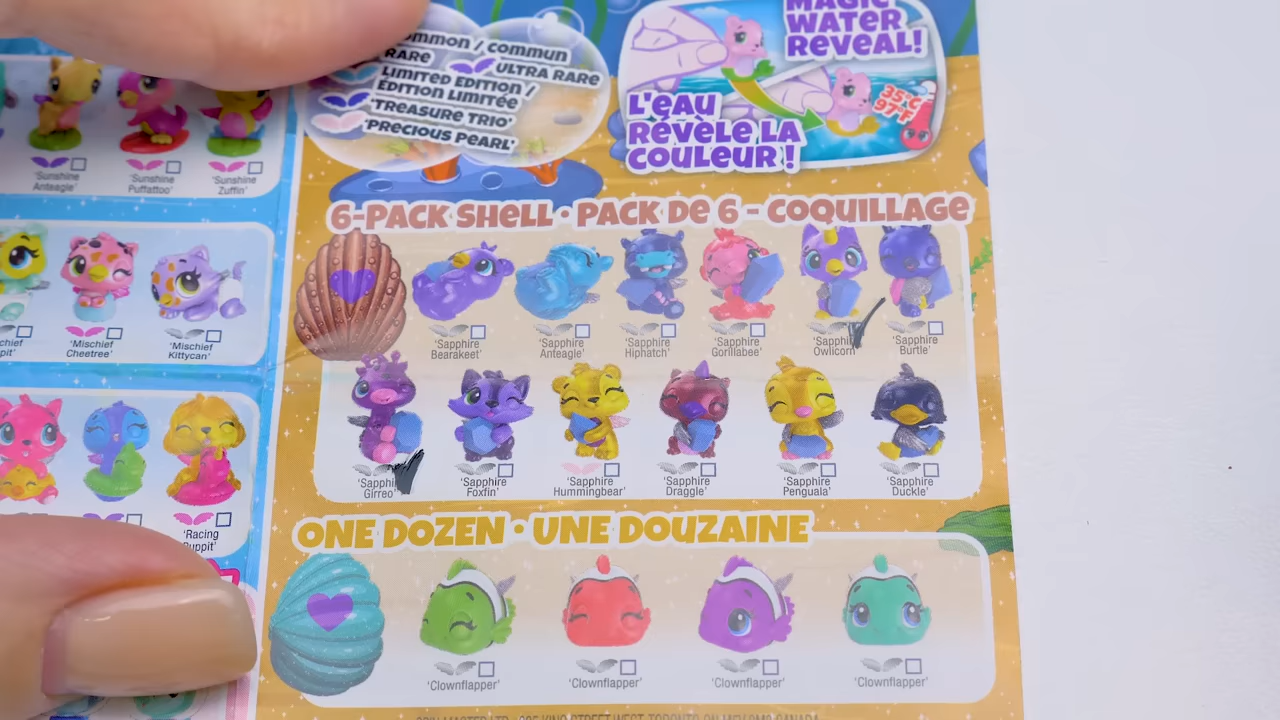 COMMON / COMMUN
RARE
ULTRA RARE
LIMITED EDITION /
ÉDITION LIMITÉE
'TREASURE TRIO'
'PRECIOUS PEARL'
MAGIC
WATER
REVEAL!
35°C
97°F
L'EAU
RÉVÈLE LA
COULEUR !
'Sunshine
Anteagle'
'Sunshine
Puffattoo'
'Sunshine
Zuffin'
'Mischief
Cheetree'
'Mischief
Kittycan'
'Racing
Puppit'
6-PACK SHELL · PACK DE 6 - COQUILLAGE
'Sapphire
Bearakeet'
'Sapphire
Anteagle'
'Sapphire
Hiphatch'
'Sapphire
Gorillabee'
'Sapphire
Owlicorn'
'Sapphire
Burtle'
'Sapphire
Girreo'
'Sapphire
Foxfin'
'Sapphire
Hummingbear'
'Sapphire
Draggle'
'Sapphire
Penguala'
'Sapphire
Duckle'
ONE DOZEN · UNE DOUZAINE
'Clownflapper'
'Clownflapper'
'Clownflapper'
'Clownflapper'